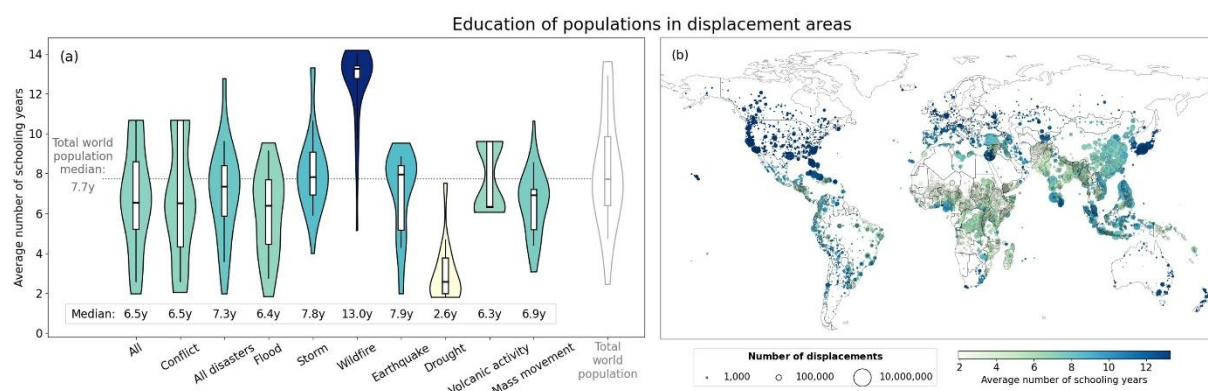 Education of populations in displacement areas
(a)
Average number of schooling years
14
12
10
8
6
4
2
0
Total world
population
median:
7.7y
Median: 6.5y 6.5y 7.3y 6.4y 7.8y 13.0y 7.9y 2.6y 6.3y 6.9y
All
Conflict
All disasters
Flood
Storm
Wildfire
Earthquake
Drought
Volcanic activity
Mass movement
Total
world
population
(b)
Number of displacements
1,000 100,000 10,000,000
2 4 6 8 10 12
Average number of schooling years